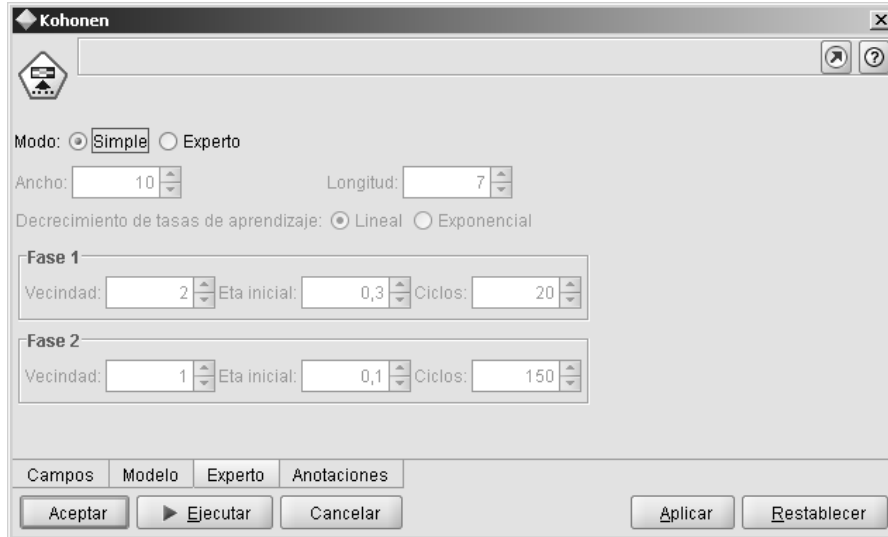 Kohonen
Modo: Simple Experto
Ancho: 10 Longitud: 7
Decrecimiento de tasas de aprendizaje: Lineal Exponencial
Fase 1
Vecindad: 2 Eta inicial: 0,3 Ciclos: 20
Fase 2
Vecindad: 1 Eta inicial: 0,1 Ciclos: 150
Campos Modelo Experto Anotaciones
Aceptar Ejecutar Cancelar Aplicar Restablecer